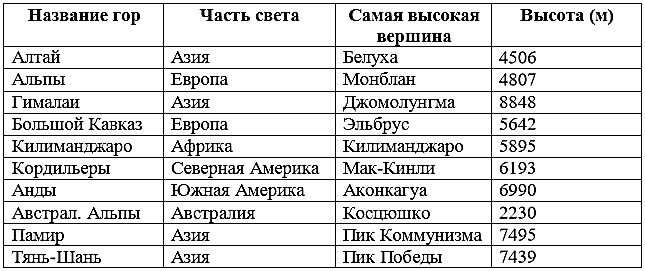 Название гор Часть света Самая высокая вершина Высота (м)
Алтай Азия Белуха 4506
Альпы Европа Монблан 4807
Гималаи Азия Джомолунгма 8848
Большой Кавказ Европа Эльбрус 5642
Килиманджаро Африка Килиманджаро 5895
Кордильеры Северная Америка Мак-Кинли 6193
Анды Южная Америка Аконкагуа 6990
Австрал. Альпы Австралия Косцюшко 2230
Памир Азия Пик Коммунизма 7495
Тянь-Шань Азия Пик Победы 7439